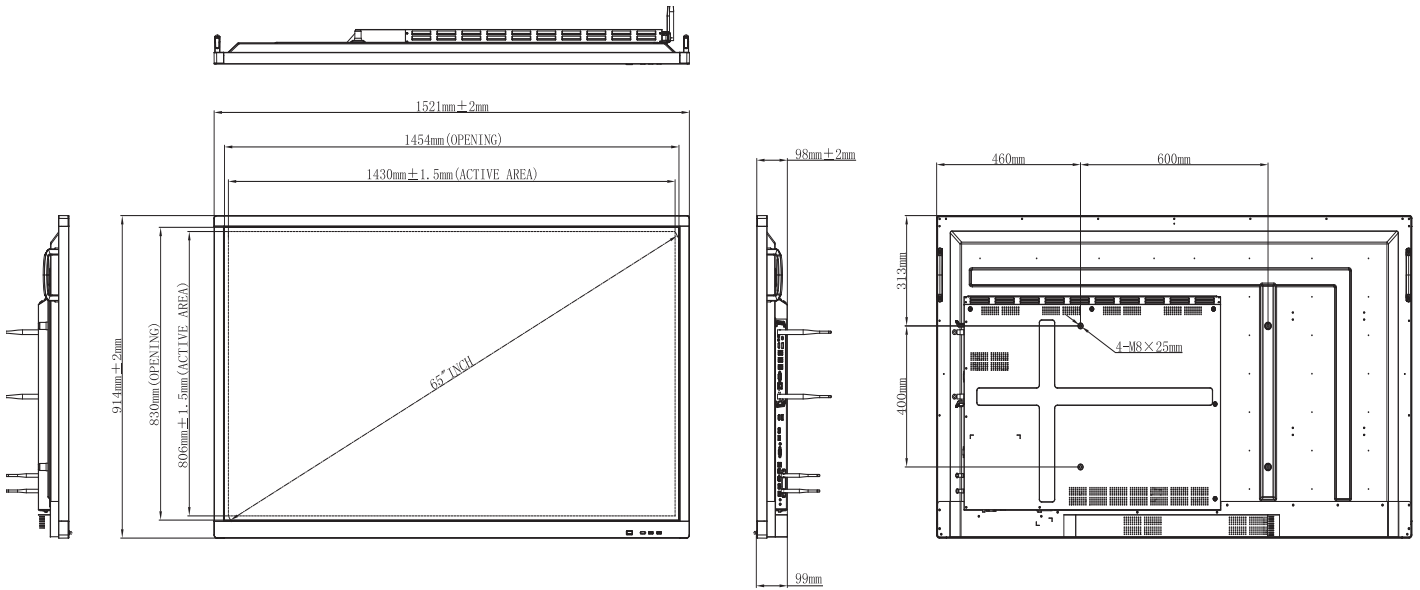 1521mm±2mm
1454mm(OPENING)
1430mm±1.5mm(ACTIVE AREA)
914mm±2mm
830mm(OPENING)
806mm±1.5mm(ACTIVE AREA)
65"INCH
98mm±2mm
99mm
460mm
600mm
313mm
400mm
4-M8×25mm